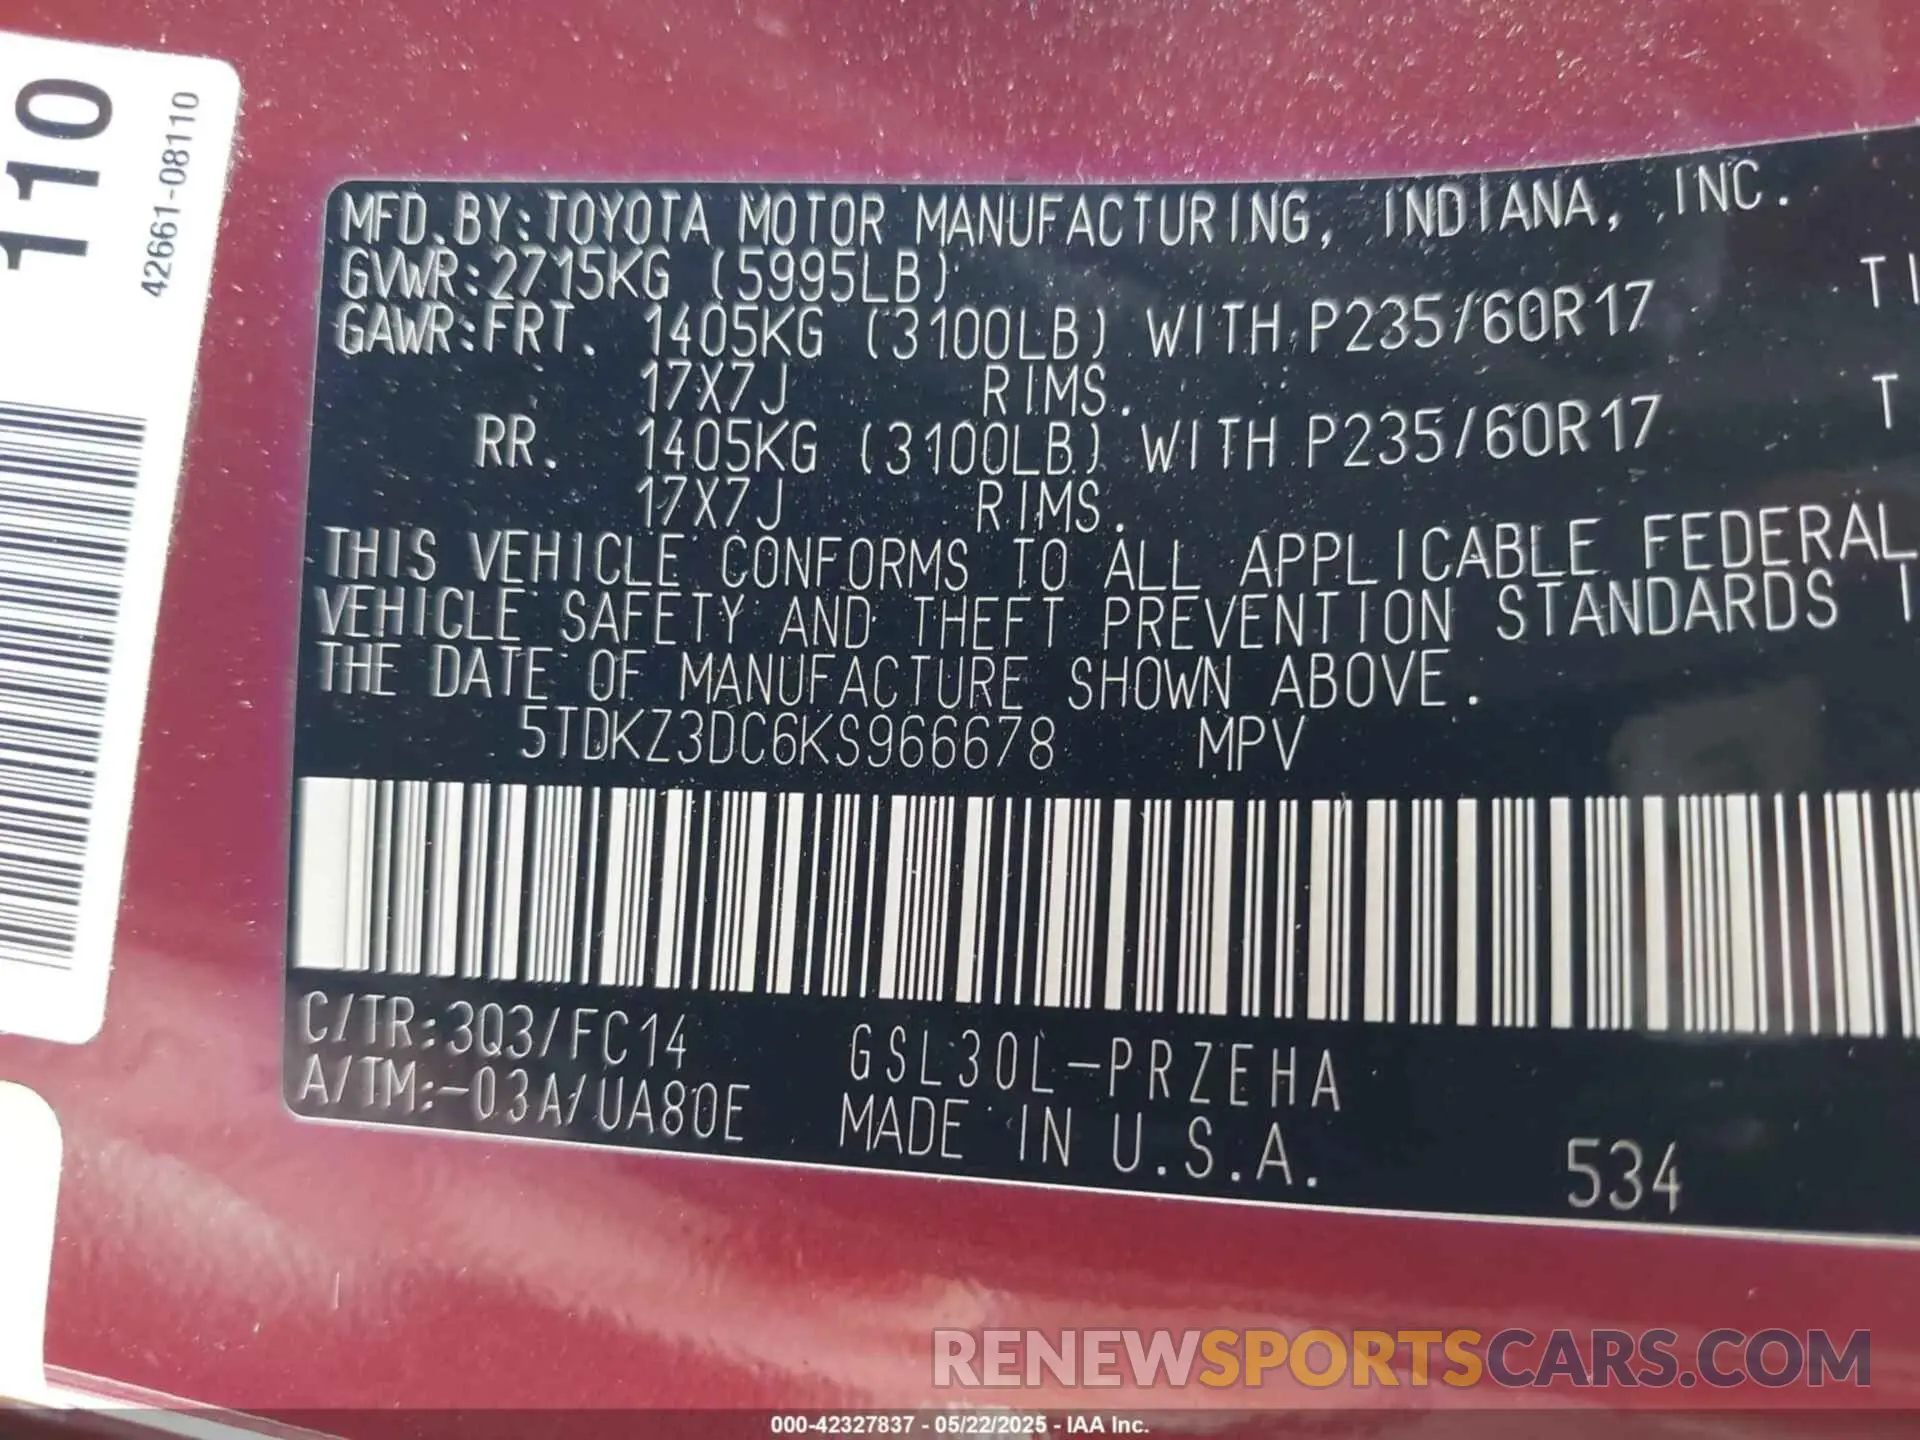 110
42661-08110
MFD.BY:TOYOTA MOTOR MANUFACTURING, INDIANA, INC.
GVWR:2715KG (5995LB)
GAWR:FRT. 1405KG (3100LB) WITH P235/60R17
17X7J RIMS.
RR. 1405KG (3100LB) WITH P235/60R17
17X7J RIMS.
THIS VEHICLE CONFORMS TO ALL APPLICABLE FEDERAL
VEHICLE SAFETY AND THEFT PREVENTION STANDARDS
THE DATE OF MANUFACTURE SHOWN ABOVE.
5TDKZ3DC6KS966678 MPV
C/TR:3Q3/FC14 GSL30L-PRZEHA
A/TM:-03A/UA80E MADE IN U.S.A. 534
RENEWSPORTSCARS.COM
000-42327837 - 05/22/2025 - IAA Inc.